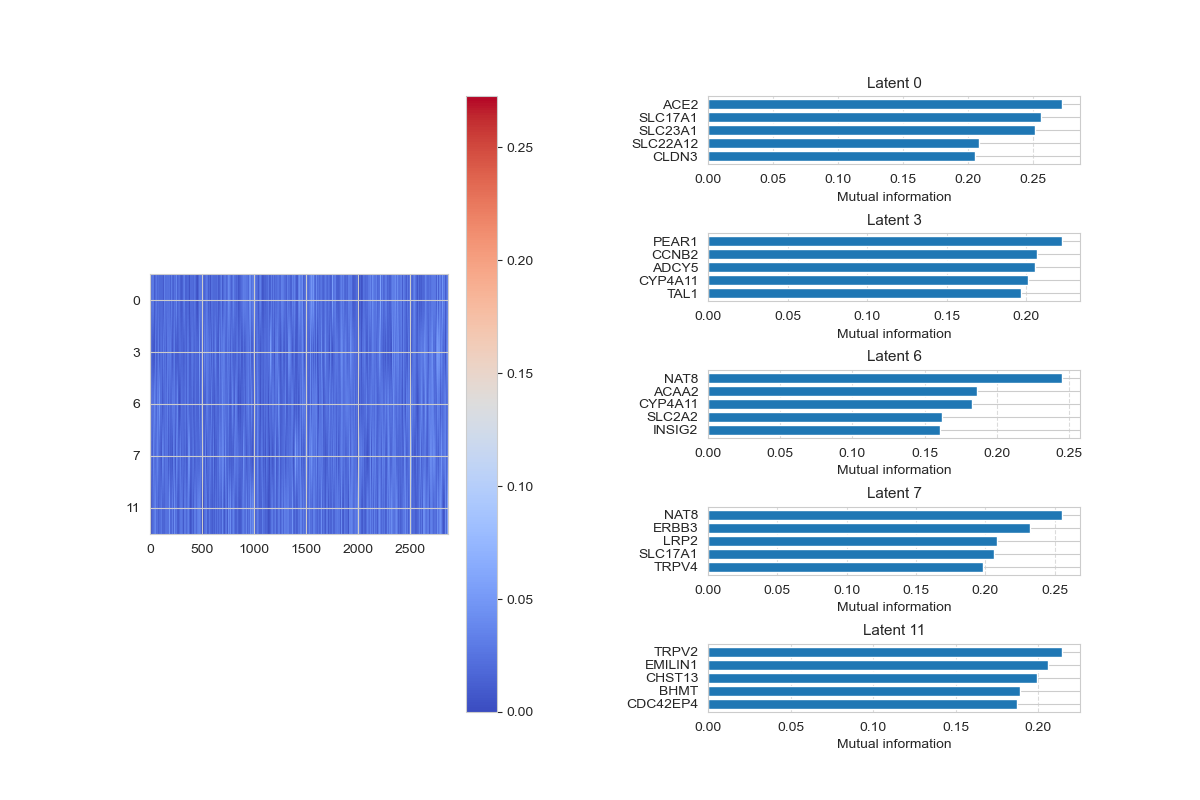 0.25
0.20
0.15
0.10
0.05
0.00
0
3
6
7
11
0 500 1000 1500 2000 2500
Latent 0
ACE2
SLC17A1
SLC23A1
SLC22A12
CLDN3
0.00 0.05 0.10 0.15 0.20 0.25
Mutual information
Latent 3
PEAR1
CCNB2
ADCY5
CYP4A11
TAL1
0.00 0.05 0.10 0.15 0.20
Mutual information
Latent 6
NAT8
ACAA2
CYP4A11
SLC2A2
INSIG2
0.00 0.05 0.10 0.15 0.20 0.25
Mutual information
Latent 7
NAT8
ERBB3
LRP2
SLC17A1
TRPV4
0.00 0.05 0.10 0.15 0.20 0.25
Mutual information
Latent 11
TRPV2
EMILIN1
CHST13
BHMT
CDC42EP4
0.00 0.05 0.10 0.15 0.20
Mutual information